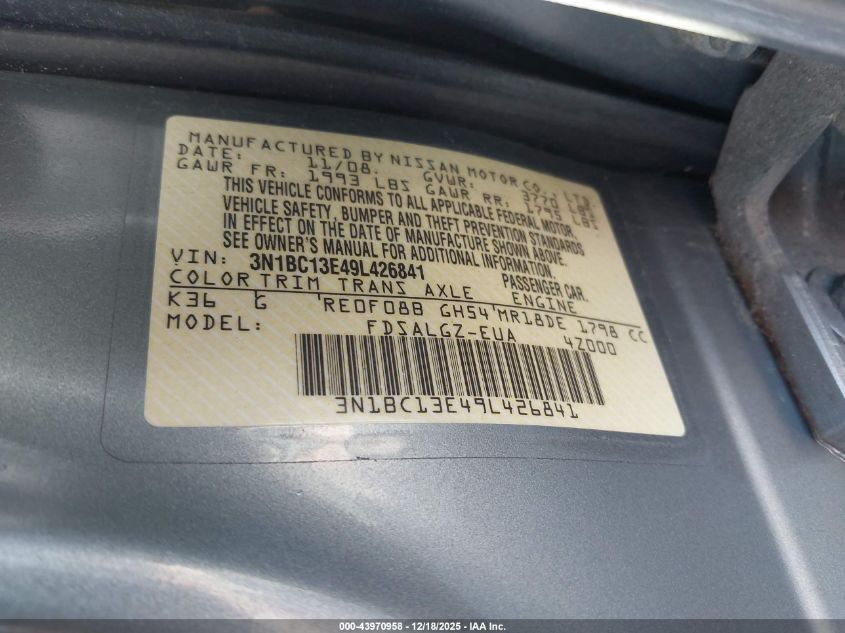 MANUFACTURED BY NISSAN MOTOR CO., LTD.
DATE: 11/08. GVWR: 3770 LBS
GAWR FR: 1993 LBS GAWR RR: 1795 LBS
THIS VEHICLE CONFORMS TO ALL APPLICABLE FEDERAL MOTOR
VEHICLE SAFETY, BUMPER AND THEFT PREVENTION STANDARDS
IN EFFECT ON THE DATE OF MANUFACTURE SHOWN ABOVE.
SEE OWNER'S MANUAL FOR ADDITIONAL INFORMATION.
VIN: 3N1BC13E49L426841 PASSENGER CAR.
COLOR TRIM TRANS AXLE ENGINE
K36 G 'RE0F08B GH54'MR18DE 1798 CC
MODEL: FDSALGZ-EUA 4Z000
3N1BC13E49L426841
000-43970958 - 12/18/2025 - IAA Inc.